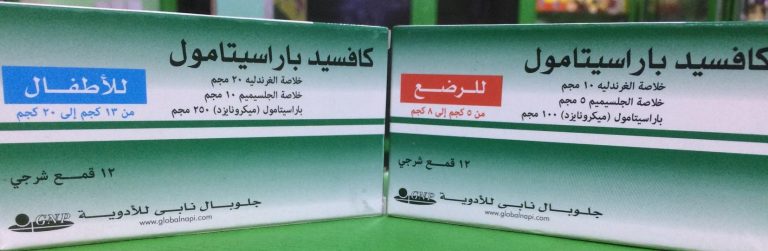 كافسيد باراسيتامول
خلاصة الغرندليه ٢٠ مجم
خلاصة الجلسيميم ١٠ مجم
باراسيتامول (ميكرونايزد) ٢٥٠ مجم
للأطفال
من ١٣ كجم إلى ٢٠ كجم
١٢ قمع شرجي
جلوبال نابى للأدوية
www.globalnapi.com
GNP
كافسيد باراسيتامول
خلاصة الغرندليه ١٠ مجم
خلاصة الجلسيميم ٥ مجم
باراسيتامول (ميكرونايزد) ١٠٠ مجم
للرضع
من ٥ كجم إلى ٨ كجم
١٢ قمع شرجي
جلوبال نابى للأدوية
www.globalnapi.com
GNP